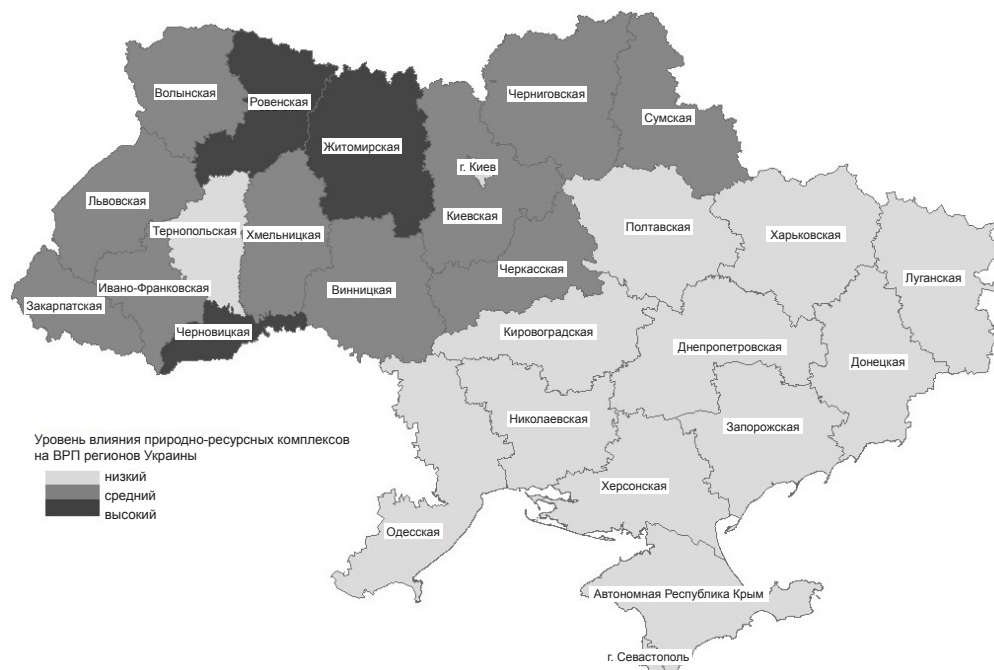 Волынская
Ровенская
Житомирская
Черниговская
Сумская
г. Киев
Киевская
Львовская
Тернопольская
Хмельницкая
Полтавская
Харьковская
Луганская
Черкасская
Ивано-Франковская
Закарпатская
Винницкая
Черновицкая
Кировоградская
Днепропетровская
Донецкая
Николаевская
Запорожская
Херсонская
Одесская
Автономная Республика Крым
г. Севастополь
Уровень влияния природно-ресурсных комплексов
на ВРП регионов Украины
низкий
средний
высокий